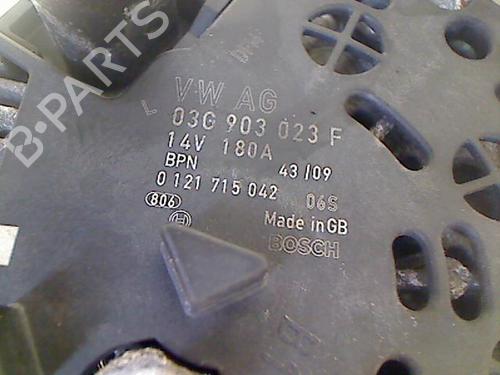 B-PARTS
VW AG
L
03G 903 023 F
14V 180A
BPN 43/09
0 121 715 042 06S
806
Made in GB
BOSCH